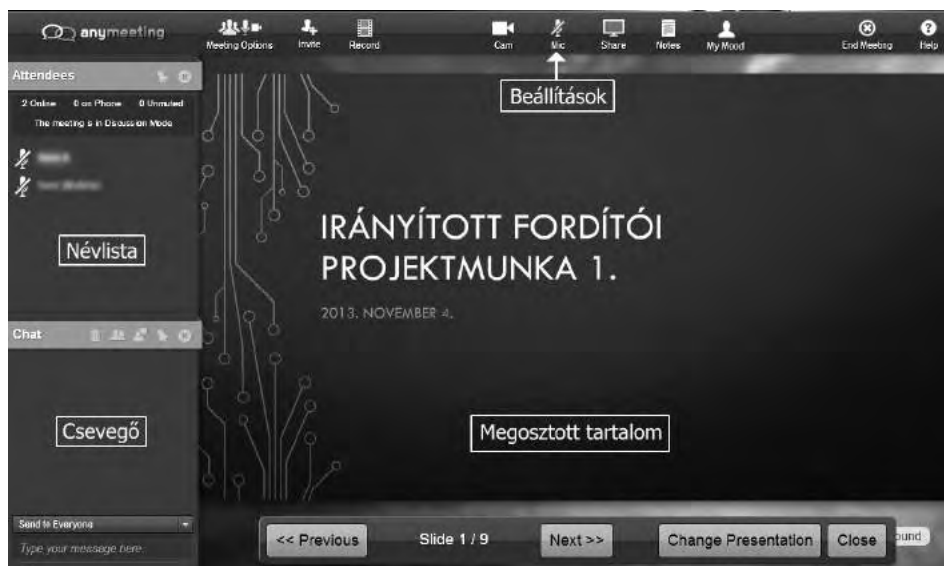 anymeeting
Meeting Options
Invite
Record
Cam
Mic
Share
Notes
My Mood
End Meeting
Help
Attendees
2 Online 0 on Phone 0 Unmuted
The meeting is in Discussion Mode
Beállítások
Névlista
IRÁNYÍTOTT FORDÍTÓI
PROJEKTMUNKA 1.
2013. NOVEMBER 4.
Chat
Csevegő
Megosztott tartalom
Send to Everyone
Type your message here.
<< Previous
Slide 1 / 9
Next >>
Change Presentation
Close